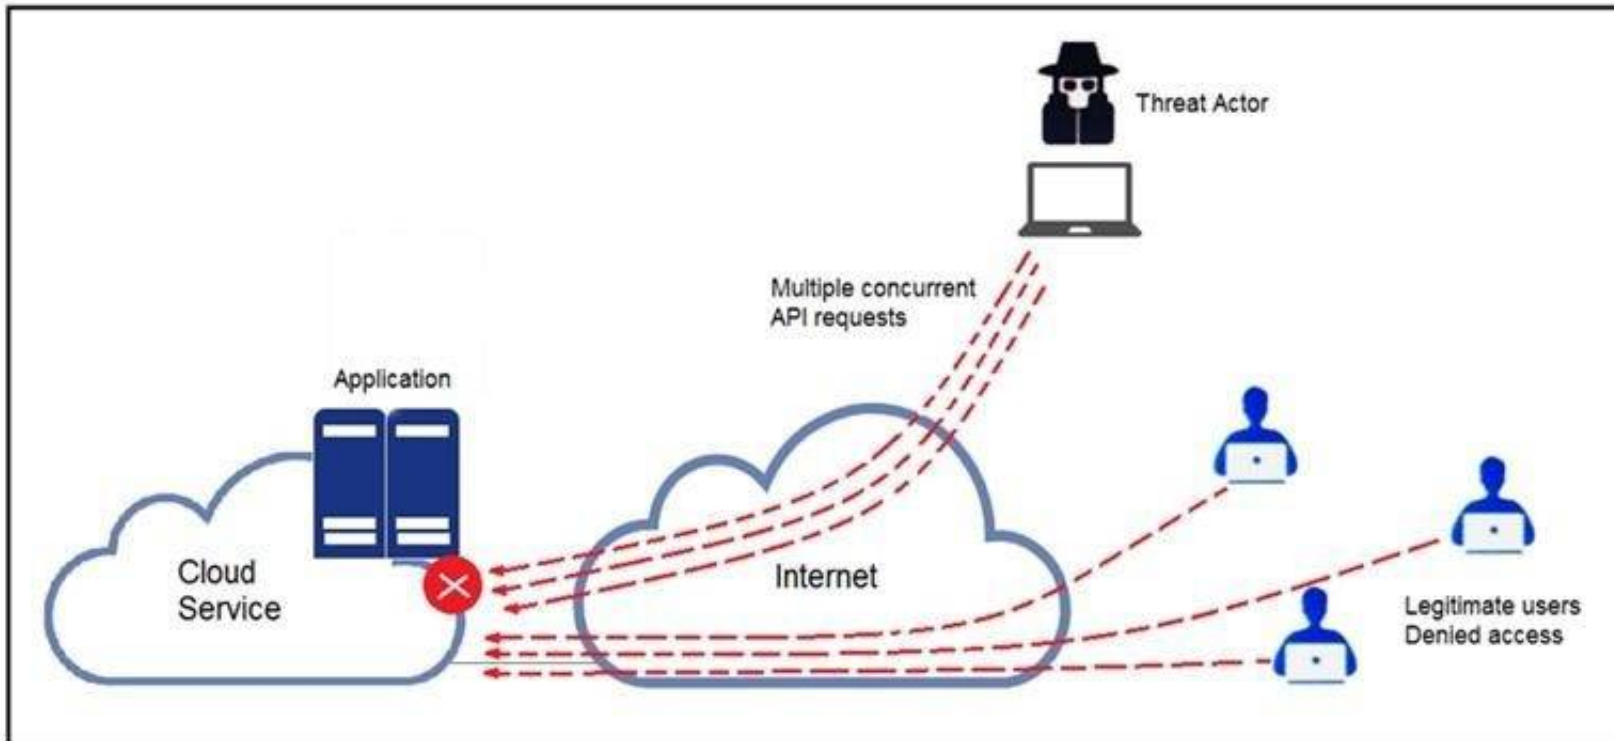 Threat Actor
Multiple concurrent
API requests
Application
Cloud
Service
Internet
Legitimate users
Denied access